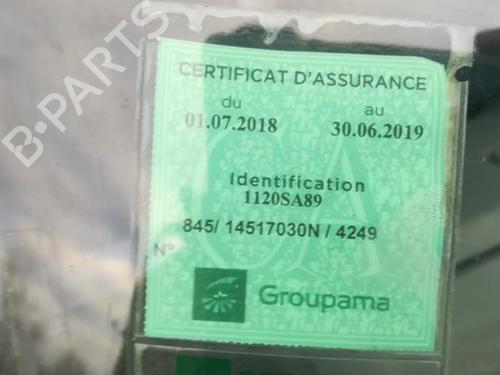 B-PARTS
CERTIFICAT D'ASSURANCE
du au
01.07.2018 30.06.2019
Identification
1120SA89
845/ 14517030N / 4249
N°
Groupama